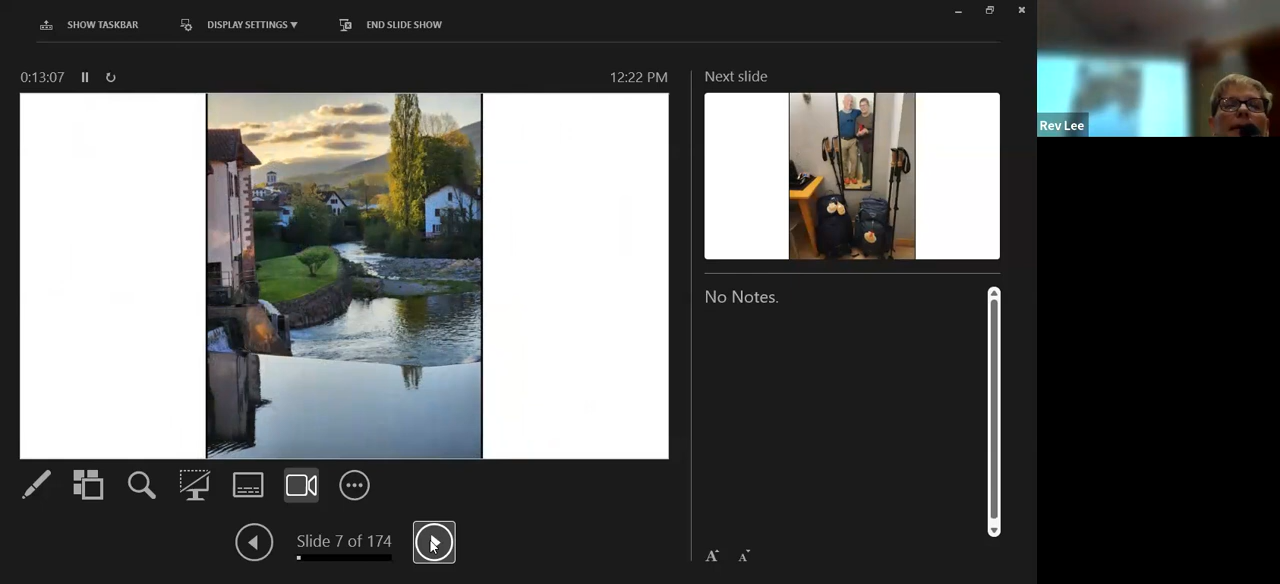 SHOW TASKBAR DISPLAY SETTINGS ▼ END SLIDE SHOW
0:13:07 12:22 PM
Next slide
Rev Lee
No Notes.
Slide 7 of 174
A A